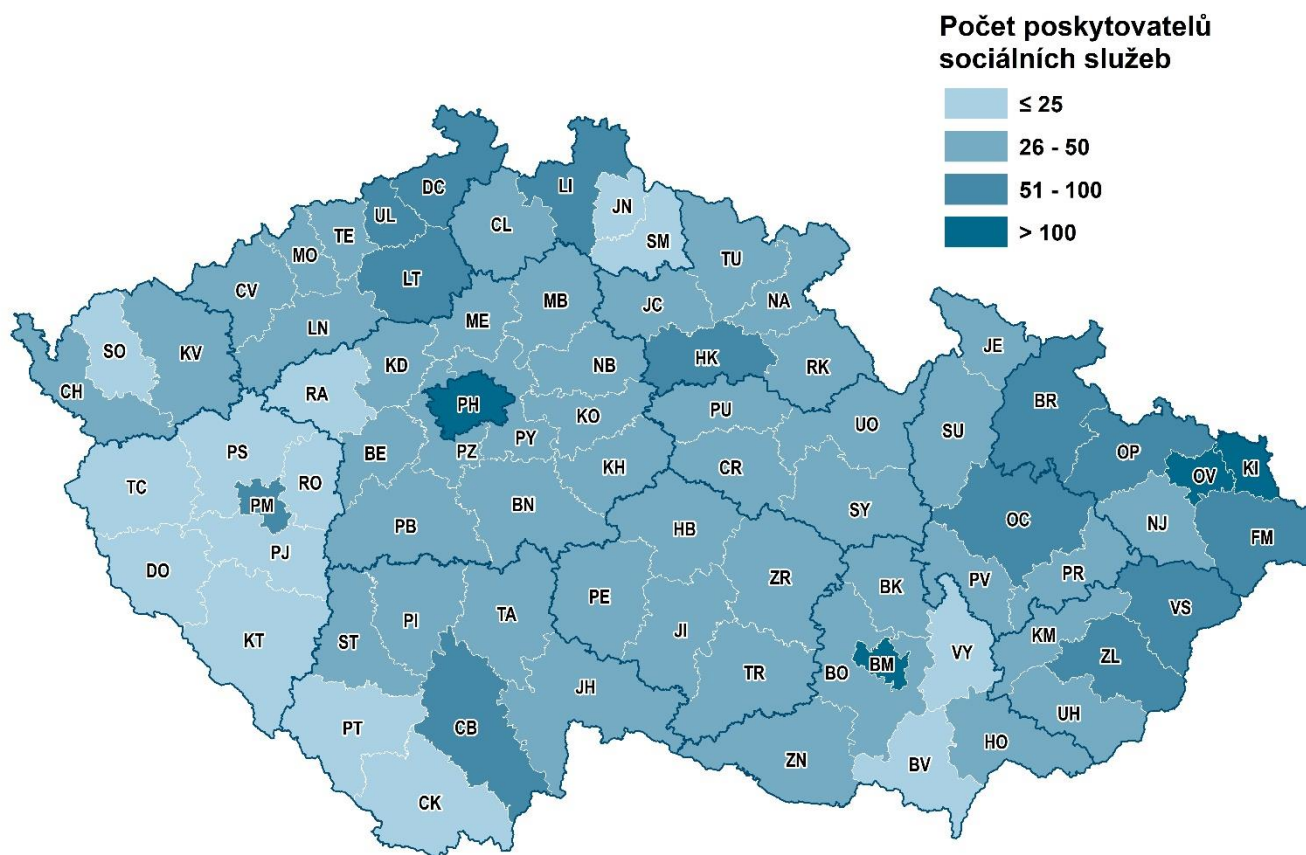 Počet poskytovatelů
sociálních služeb
≤ 25
26 - 50
51 - 100
> 100
DC
LI
UL
JN
CL
TE
SM
MO
TU
LT
CV
MB
NA
JC
ME
LN
SO
KV
JE
HK
KD
NB
RK
CH
RA
BR
PH
PU
KO
UO
SU
PY
PS
BE
PZ
OP
KH
CR
KI
OV
TC
RO
BN
PM
SY
OC
NJ
PB
HB
FM
PJ
DO
PR
ZR
PV
BK
PE
VS
TA
PI
JI
KM
ST
KT
VY
ZL
BM
BO
TR
JH
UH
PT
CB
HO
ZN
BV
CK